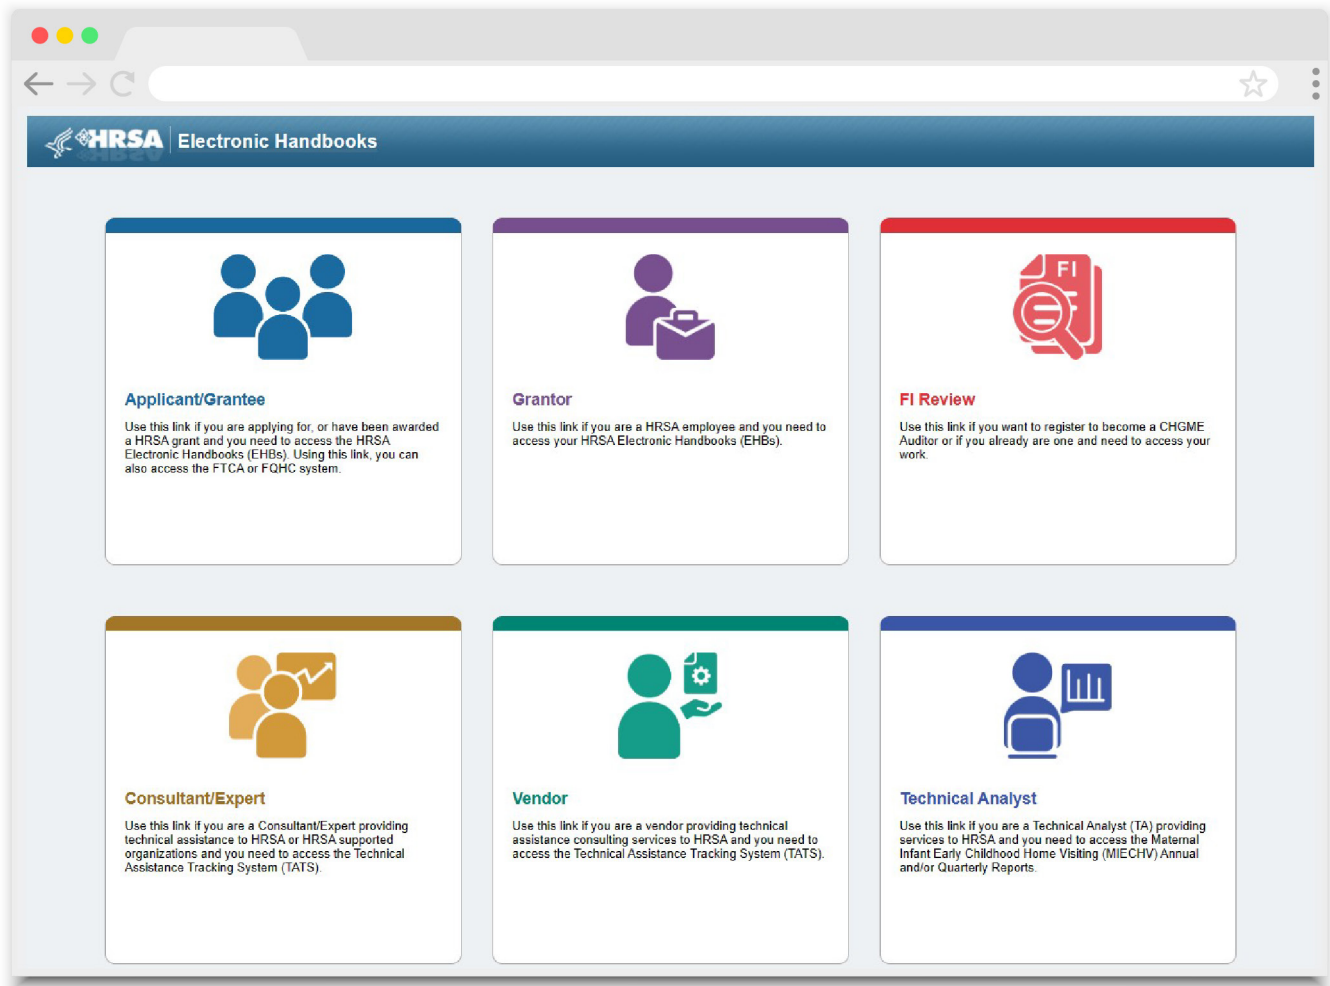 HRSA
Electronic Handbooks
FI
Applicant/Grantee
Use this link if you are applying for, or have been awarded
a HRSA grant and you need to access the HRSA
Electronic Handbooks (EHBs). Using this link, you can
also access the FTCA or FQHC system.
Grantor
Use this link if you are a HRSA employee and you need to
access your HRSA Electronic Handbooks (EHBs).
FI Review
Use this link if you want to register to become a CHGME
Auditor or if you already are one and need to access your
work.
Consultant/Expert
Use this link if you are a Consultant/Expert providing
technical assistance to HRSA or HRSA supported
organizations and you need to access the Technical
Assistance Tracking System (TATS).
Vendor
Use this link if you are a vendor providing technical
assistance consulting services to HRSA and you need to
access the Technical Assistance Tracking System (TATS).
Technical Analyst
Use this link if you are a Technical Analyst (TA) providing
services to HRSA and you need to access the Maternal
Infant Early Childhood Home Visiting (MIECHV) Annual
and/or Quarterly Reports.